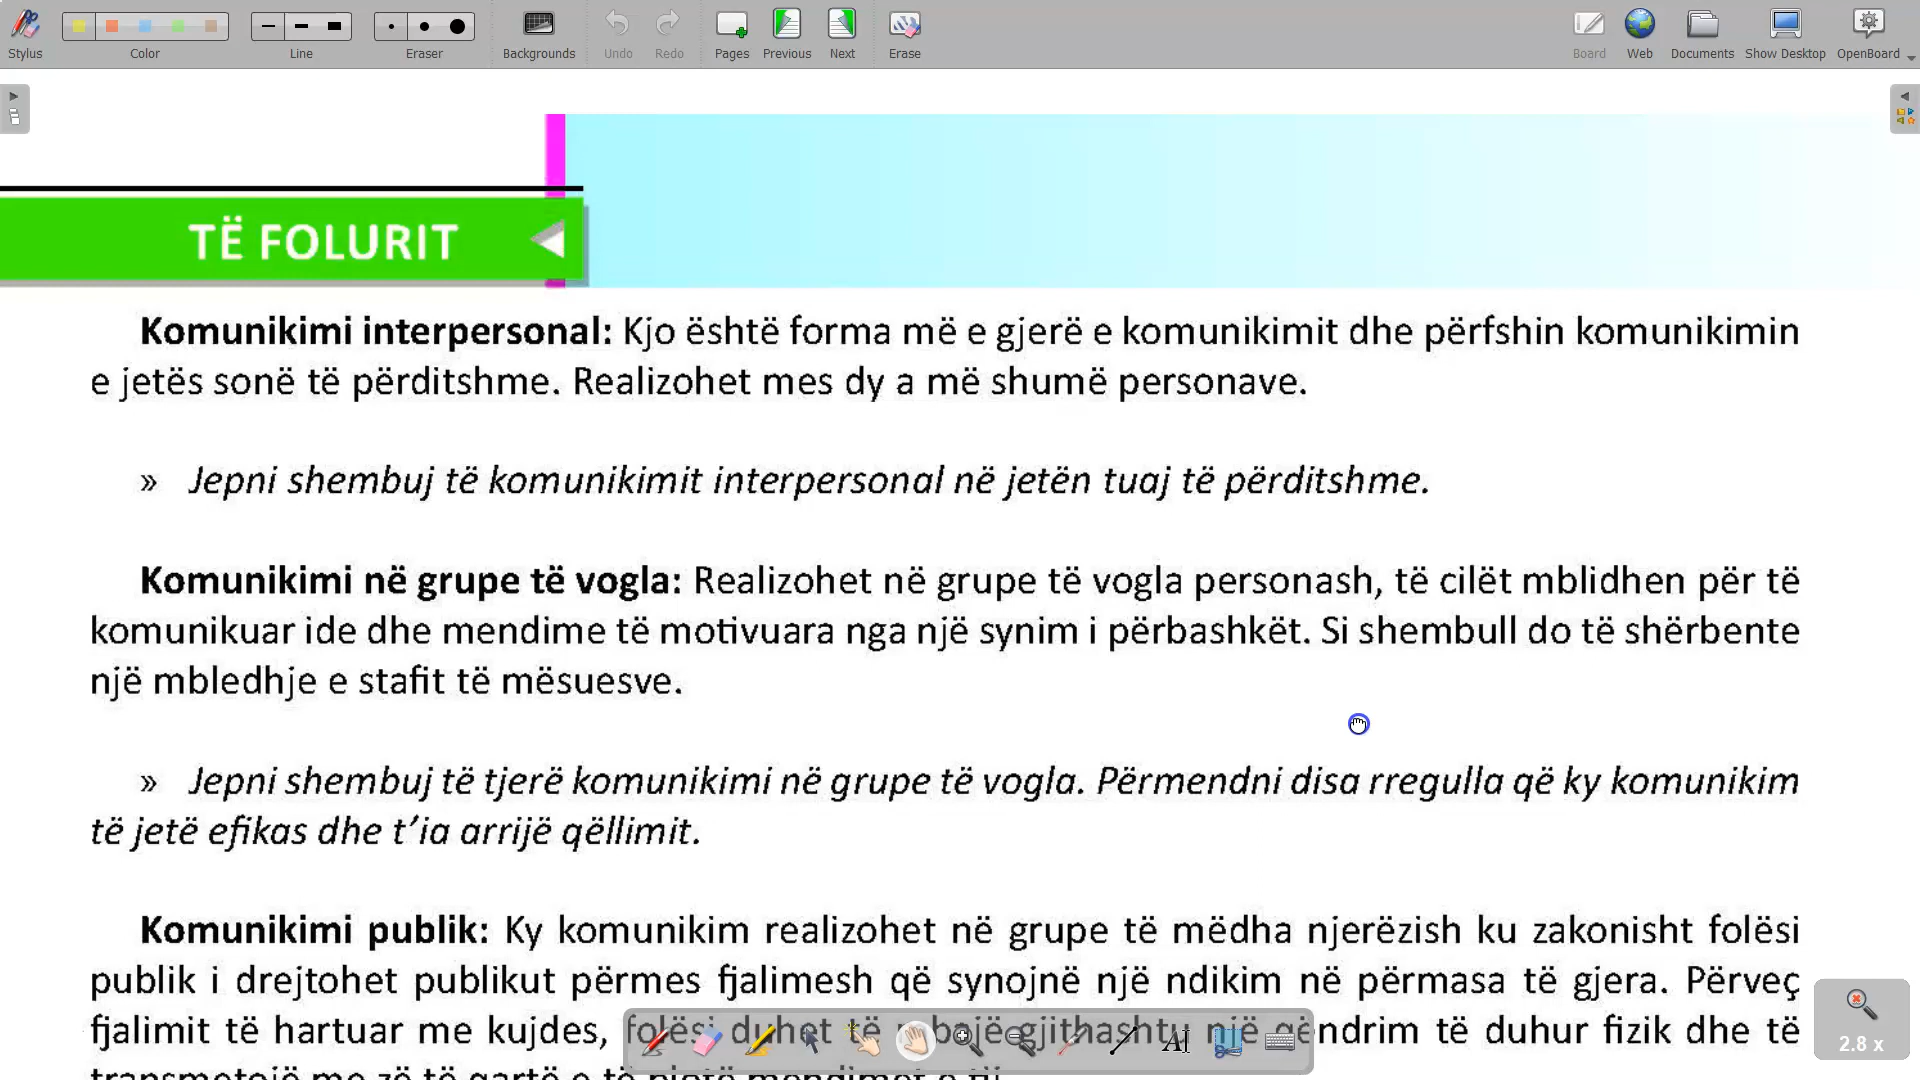 Stylus
Color
Line
Eraser
Backgrounds
Undo
Redo
Pages
Previous
Next
Erase
Board
Web
Documents
Show Desktop
OpenBoard
TË FOLURIT
Komunikimi interpersonal: Kjo është forma më e gjerë e komunikimit dhe përfshin komunikimin
e jetës sonë të përditshme. Realizohet mes dy a më shumë personave.
» Jepni shembuj të komunikimit interpersonal në jetën tuaj të përditshme.
Komunikimi në grupe të vogla: Realizohet në grupe të vogla personash, të cilët mblidhen për të
komunikuar ide dhe mendime të motivuara nga një synim i përbashkët. Si shembull do të shërbente
një mbledhje e stafit të mësuesve.
» Jepni shembuj të tjerë komunikimi në grupe të vogla. Përmendni disa rregulla që ky komunikim
të jetë efikas dhe t’ia arrijë qëllimit.
Komunikimi publik: Ky komunikim realizohet në grupe të mëdha njerëzish ku zakonisht folësi
publik i drejtohet publikut përmes fjalimesh që synojnë një ndikim në përmasa të gjera. Përveç
fjalimit të hartuar me kujdes, folësi duhet të mbajë gjithashtu një qëndrim të duhur fizik dhe të
2.8 x